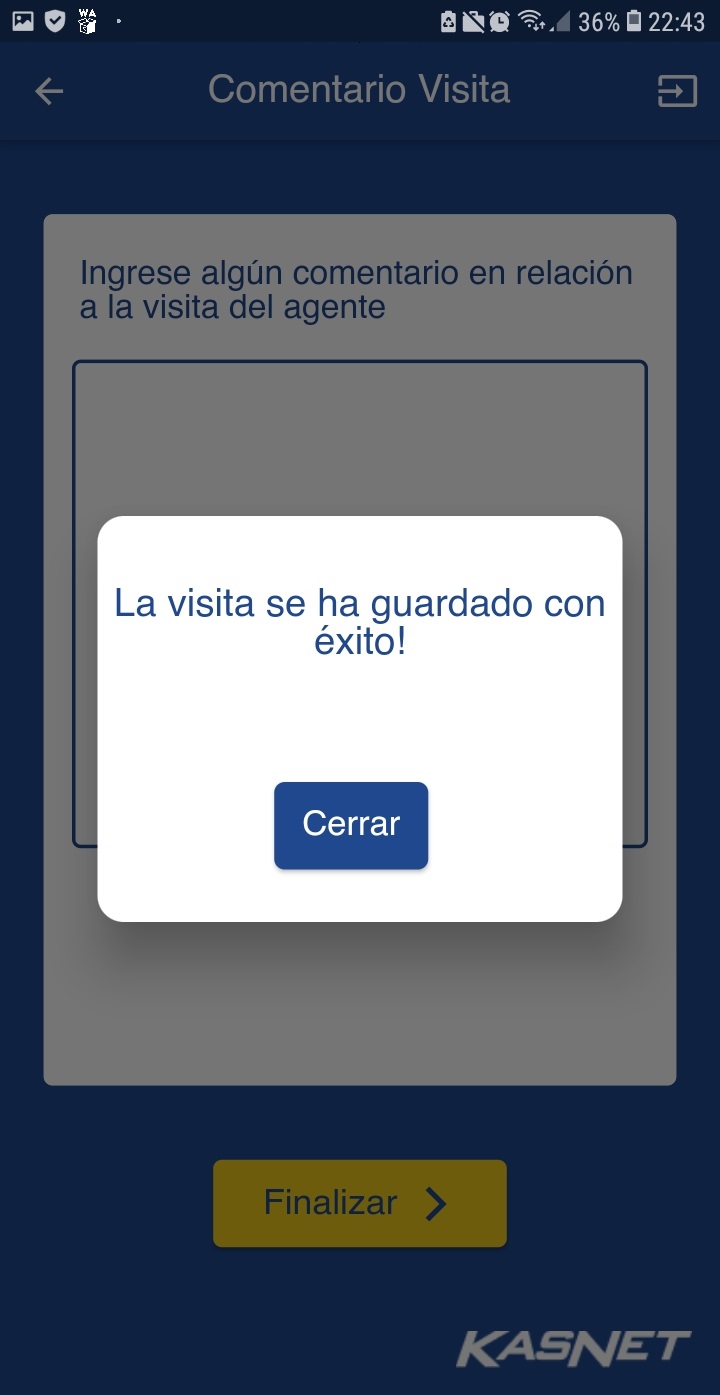 WA
36% 22:43
Comentario Visita
Ingrese algún comentario en relación
a la visita del agente
La visita se ha guardado con
éxito!
Cerrar
Finalizar
KASNET